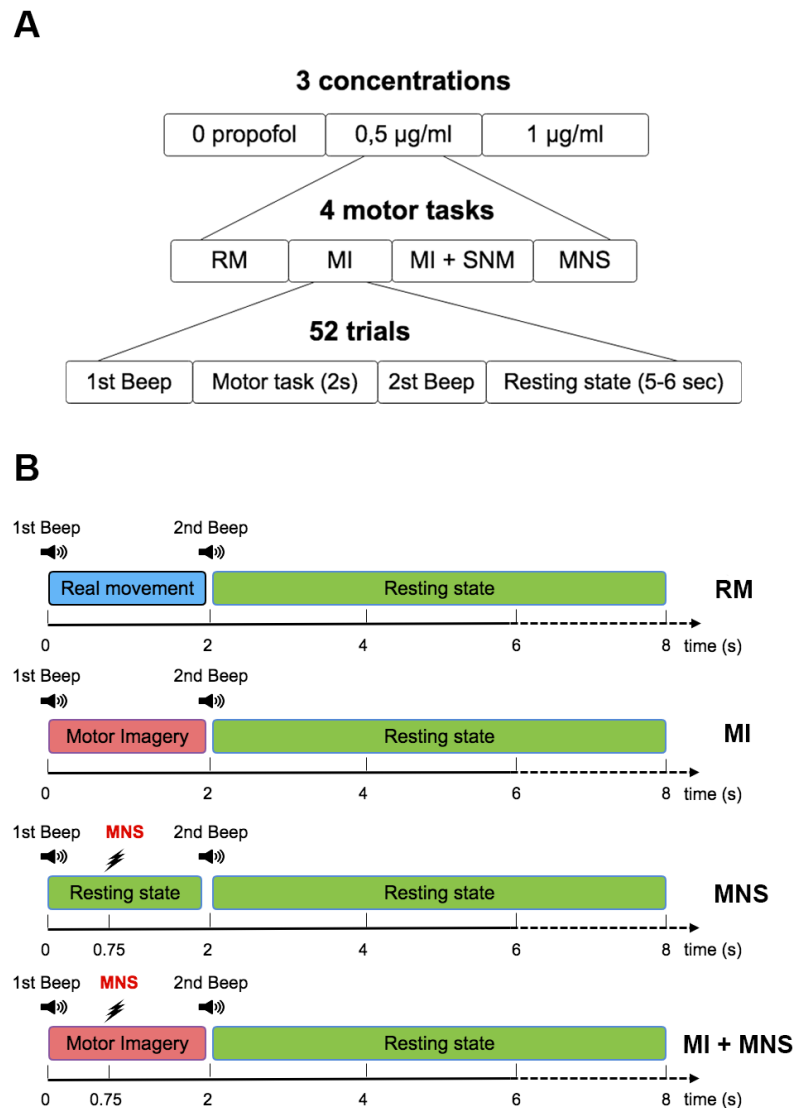 A
3 concentrations
0 propofol 0,5 µg/ml 1 µg/ml
4 motor tasks
RM MI MI + SNM MNS
52 trials
1st Beep Motor task (2s) 2st Beep Resting state (5-6 sec)
B
1st Beep 2nd Beep
Real movement Resting state RM
0 2 4 6 8 time (s)
1st Beep 2nd Beep
Motor Imagery Resting state MI
0 2 4 6 8 time (s)
1st Beep MNS 2nd Beep
Resting state Resting state MNS
0 0.75 2 4 6 8 time (s)
1st Beep MNS 2nd Beep
Motor Imagery Resting state MI + MNS
0 0.75 2 4 6 8 time (s)